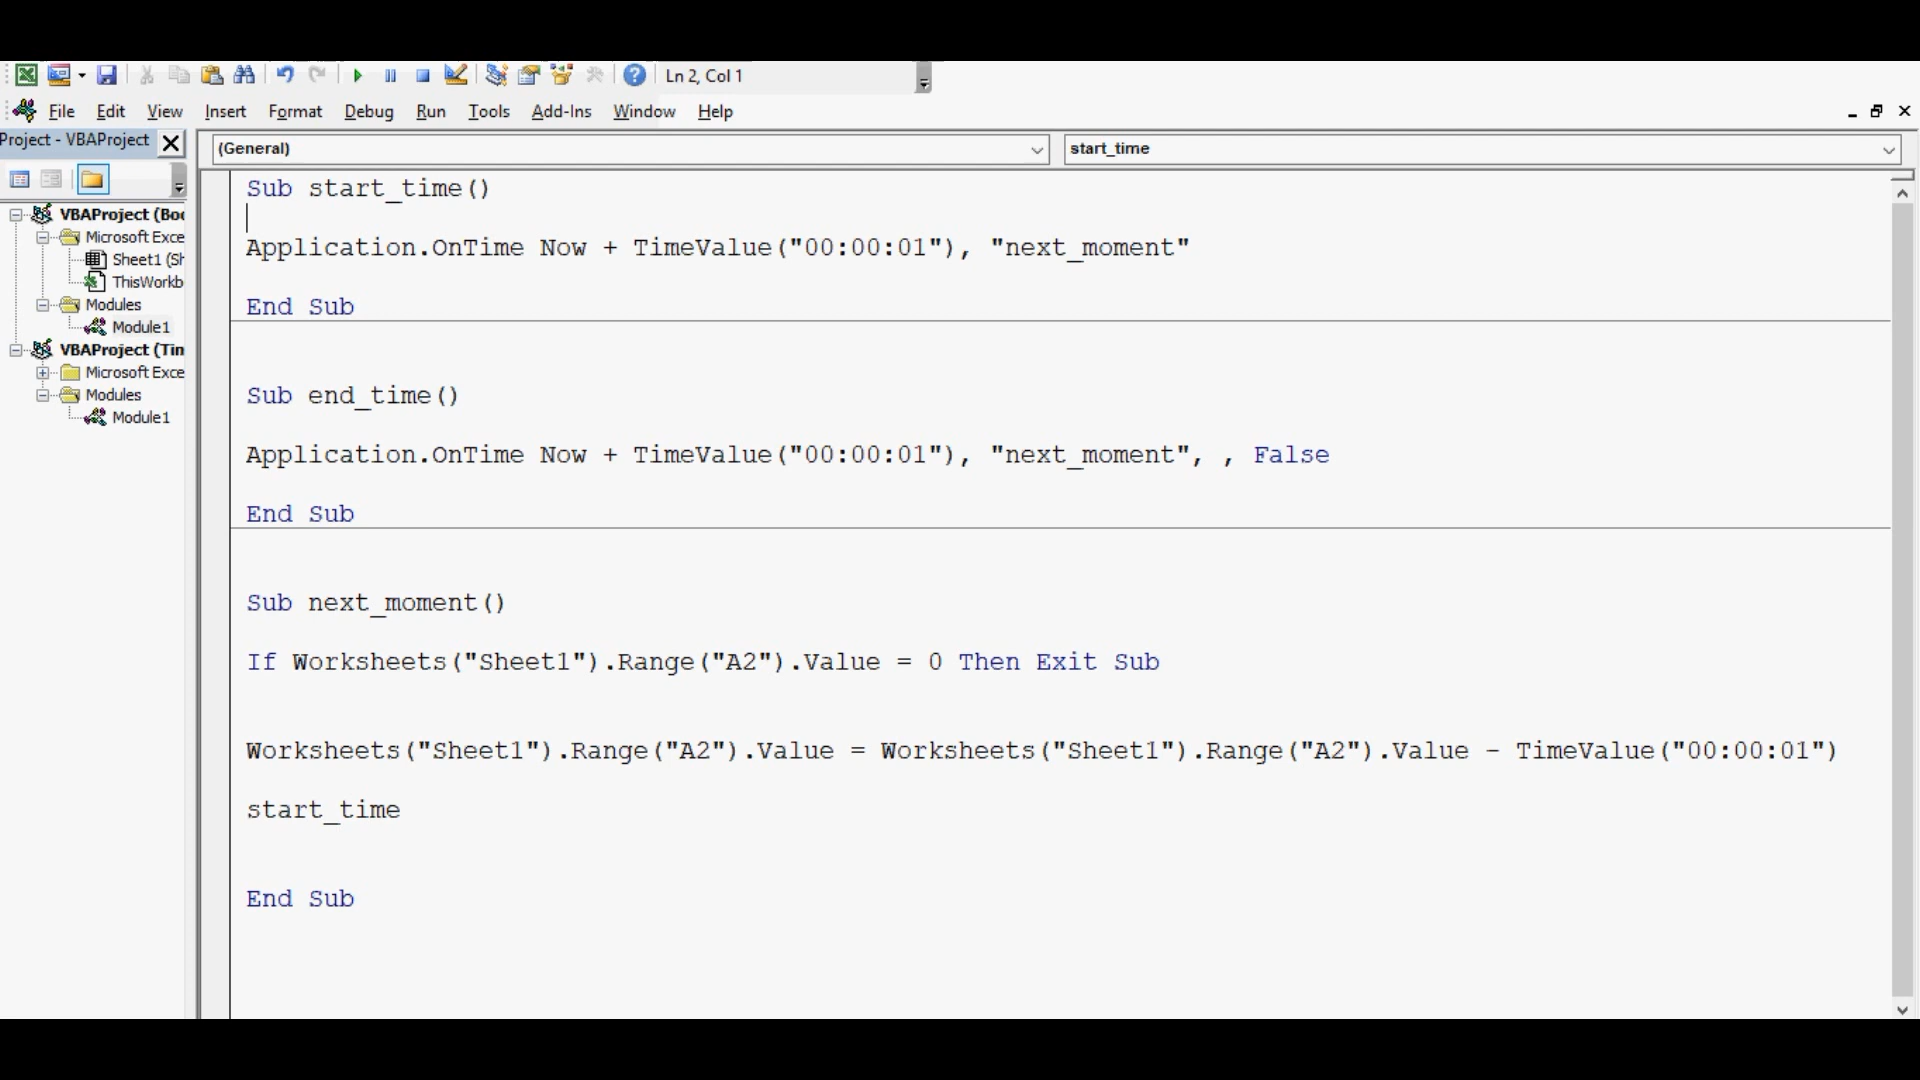 Ln 2, Col 1
File Edit View Insert Format Debug Run Tools Add-Ins Window Help
Project - VBAProject
(General) start_time
VBAProject (Boo
Microsoft Exce
Sheet1 (Sh
ThisWorkb
Modules
Module1
VBAProject (Tim
Microsoft Exce
Modules
Module1
Sub start_time()
Application.OnTime Now + TimeValue("00:00:01"), "next_moment"
End Sub
Sub end_time()
Application.OnTime Now + TimeValue("00:00:01"), "next_moment", , False
End Sub
Sub next_moment()
If Worksheets("Sheet1").Range("A2").Value = 0 Then Exit Sub
Worksheets("Sheet1").Range("A2").Value = Worksheets("Sheet1").Range("A2").Value - TimeValue("00:00:01")
start_time
End Sub